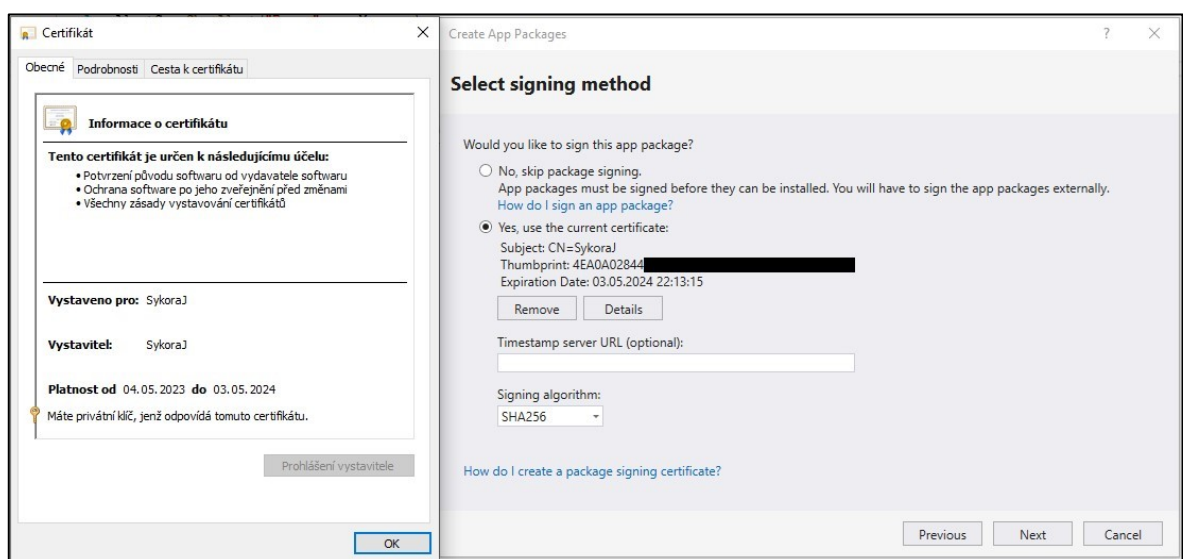 Certifikát
Obecné Podrobnosti Cesta k certifikátu
Informace o certifikátu
Tento certifikát je určen k následujícímu účelu:
• Potvrzení původu softwaru od vydavatele softwaru
• Ochrana software po jeho zveřejnění před změnami
• Všechny zásady vystavování certifikátů
Vystaveno pro: SykoraJ
Vystavitel: SykoraJ
Platnost od 04.05.2023 do 03.05.2024
Máte privátní klíč, jenž odpovídá tomuto certifikátu.
Prohlášení vystavitele
OK
Create App Packages
Select signing method
Would you like to sign this app package?
No, skip package signing.
App packages must be signed before they can be installed. You will have to sign the app packages externally.
How do I sign an app package?
Yes, use the current certificate:
Subject: CN=SykoraJ
Thumbprint: 4EA0A02844
Expiration Date: 03.05.2024 22:13:15
Remove Details
Timestamp server URL (optional):
Signing algorithm:
SHA256
How do I create a package signing certificate?
Previous Next Cancel